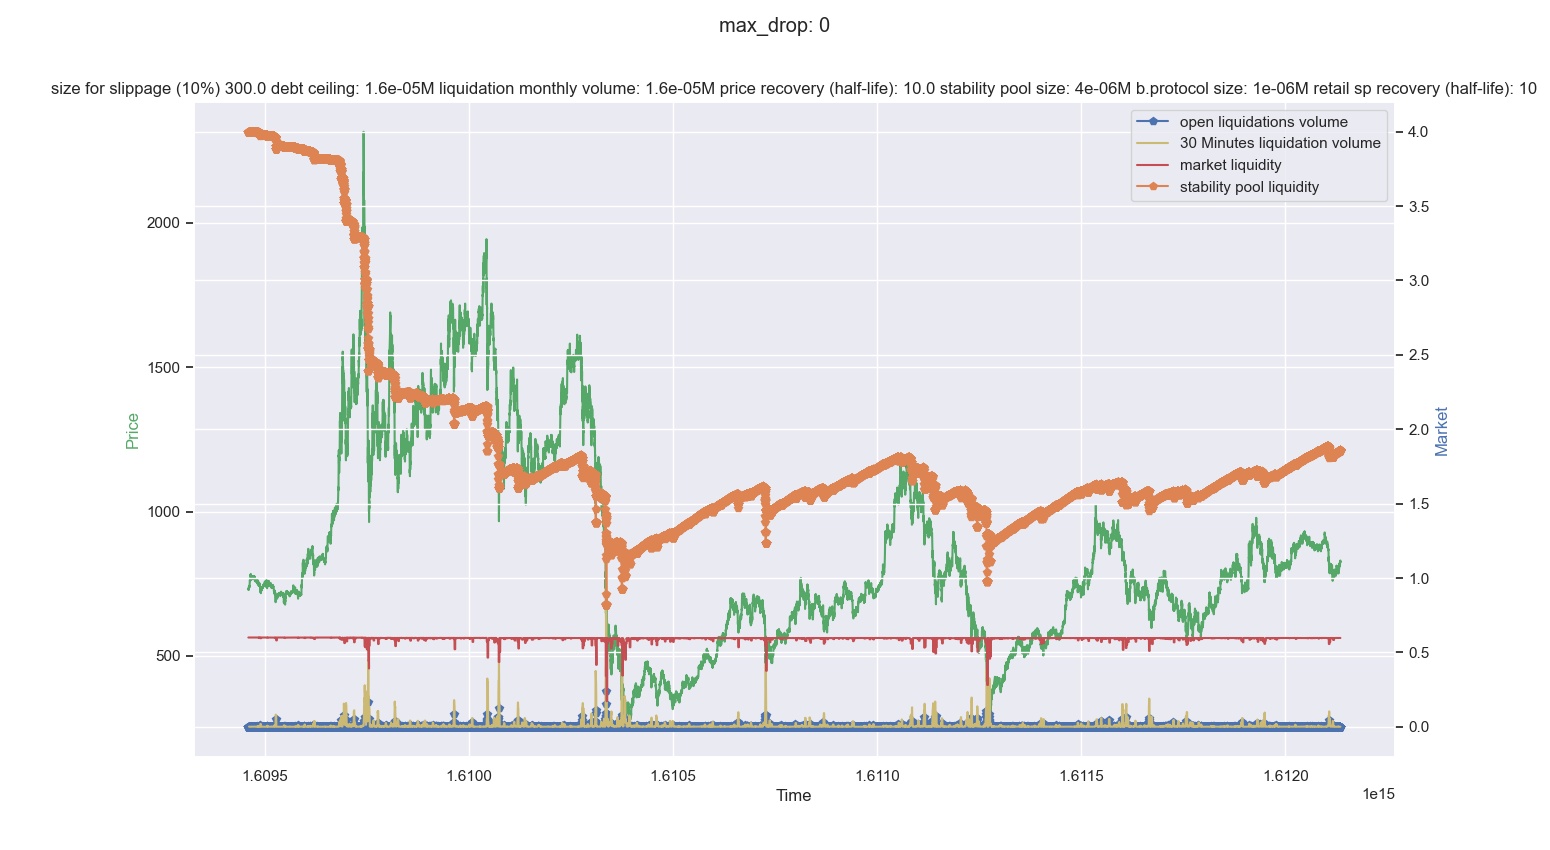 max_drop: 0
size for slippage (10%) 300.0 debt ceiling: 1.6e-05M liquidation monthly volume: 1.6e-05M price recovery (half-life): 10.0 stability pool size: 4e-06M b.protocol size: 1e-06M retail sp recovery (half-life): 10
open liquidations volume
30 Minutes liquidation volume
market liquidity
stability pool liquidity
2000
1500
1000
500
Price
4.0
3.5
3.0
2.5
2.0
1.5
1.0
0.5
0.0
Market
1.6095 1.6100 1.6105 1.6110 1.6115 1.6120
Time
1e15